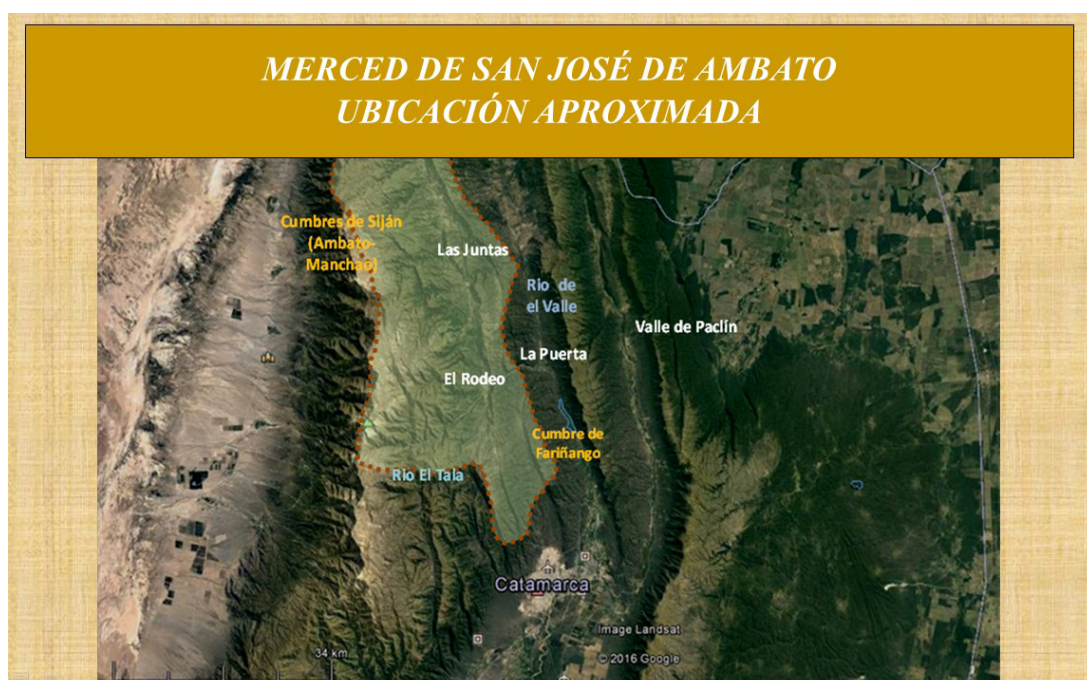 MERCED DE SAN JOSÉ DE AMBATO
UBICACIÓN APROXIMADA
Cumbres de Siján
(Ambato-
Manchao)
Las Juntas
Rio de
el Valle
Valle de Paclín
La Puerta
El Rodeo
Cumbre de
Fariñango
Rio El Tala
Catamarca
Image Landsat
34 km
© 2016 Google